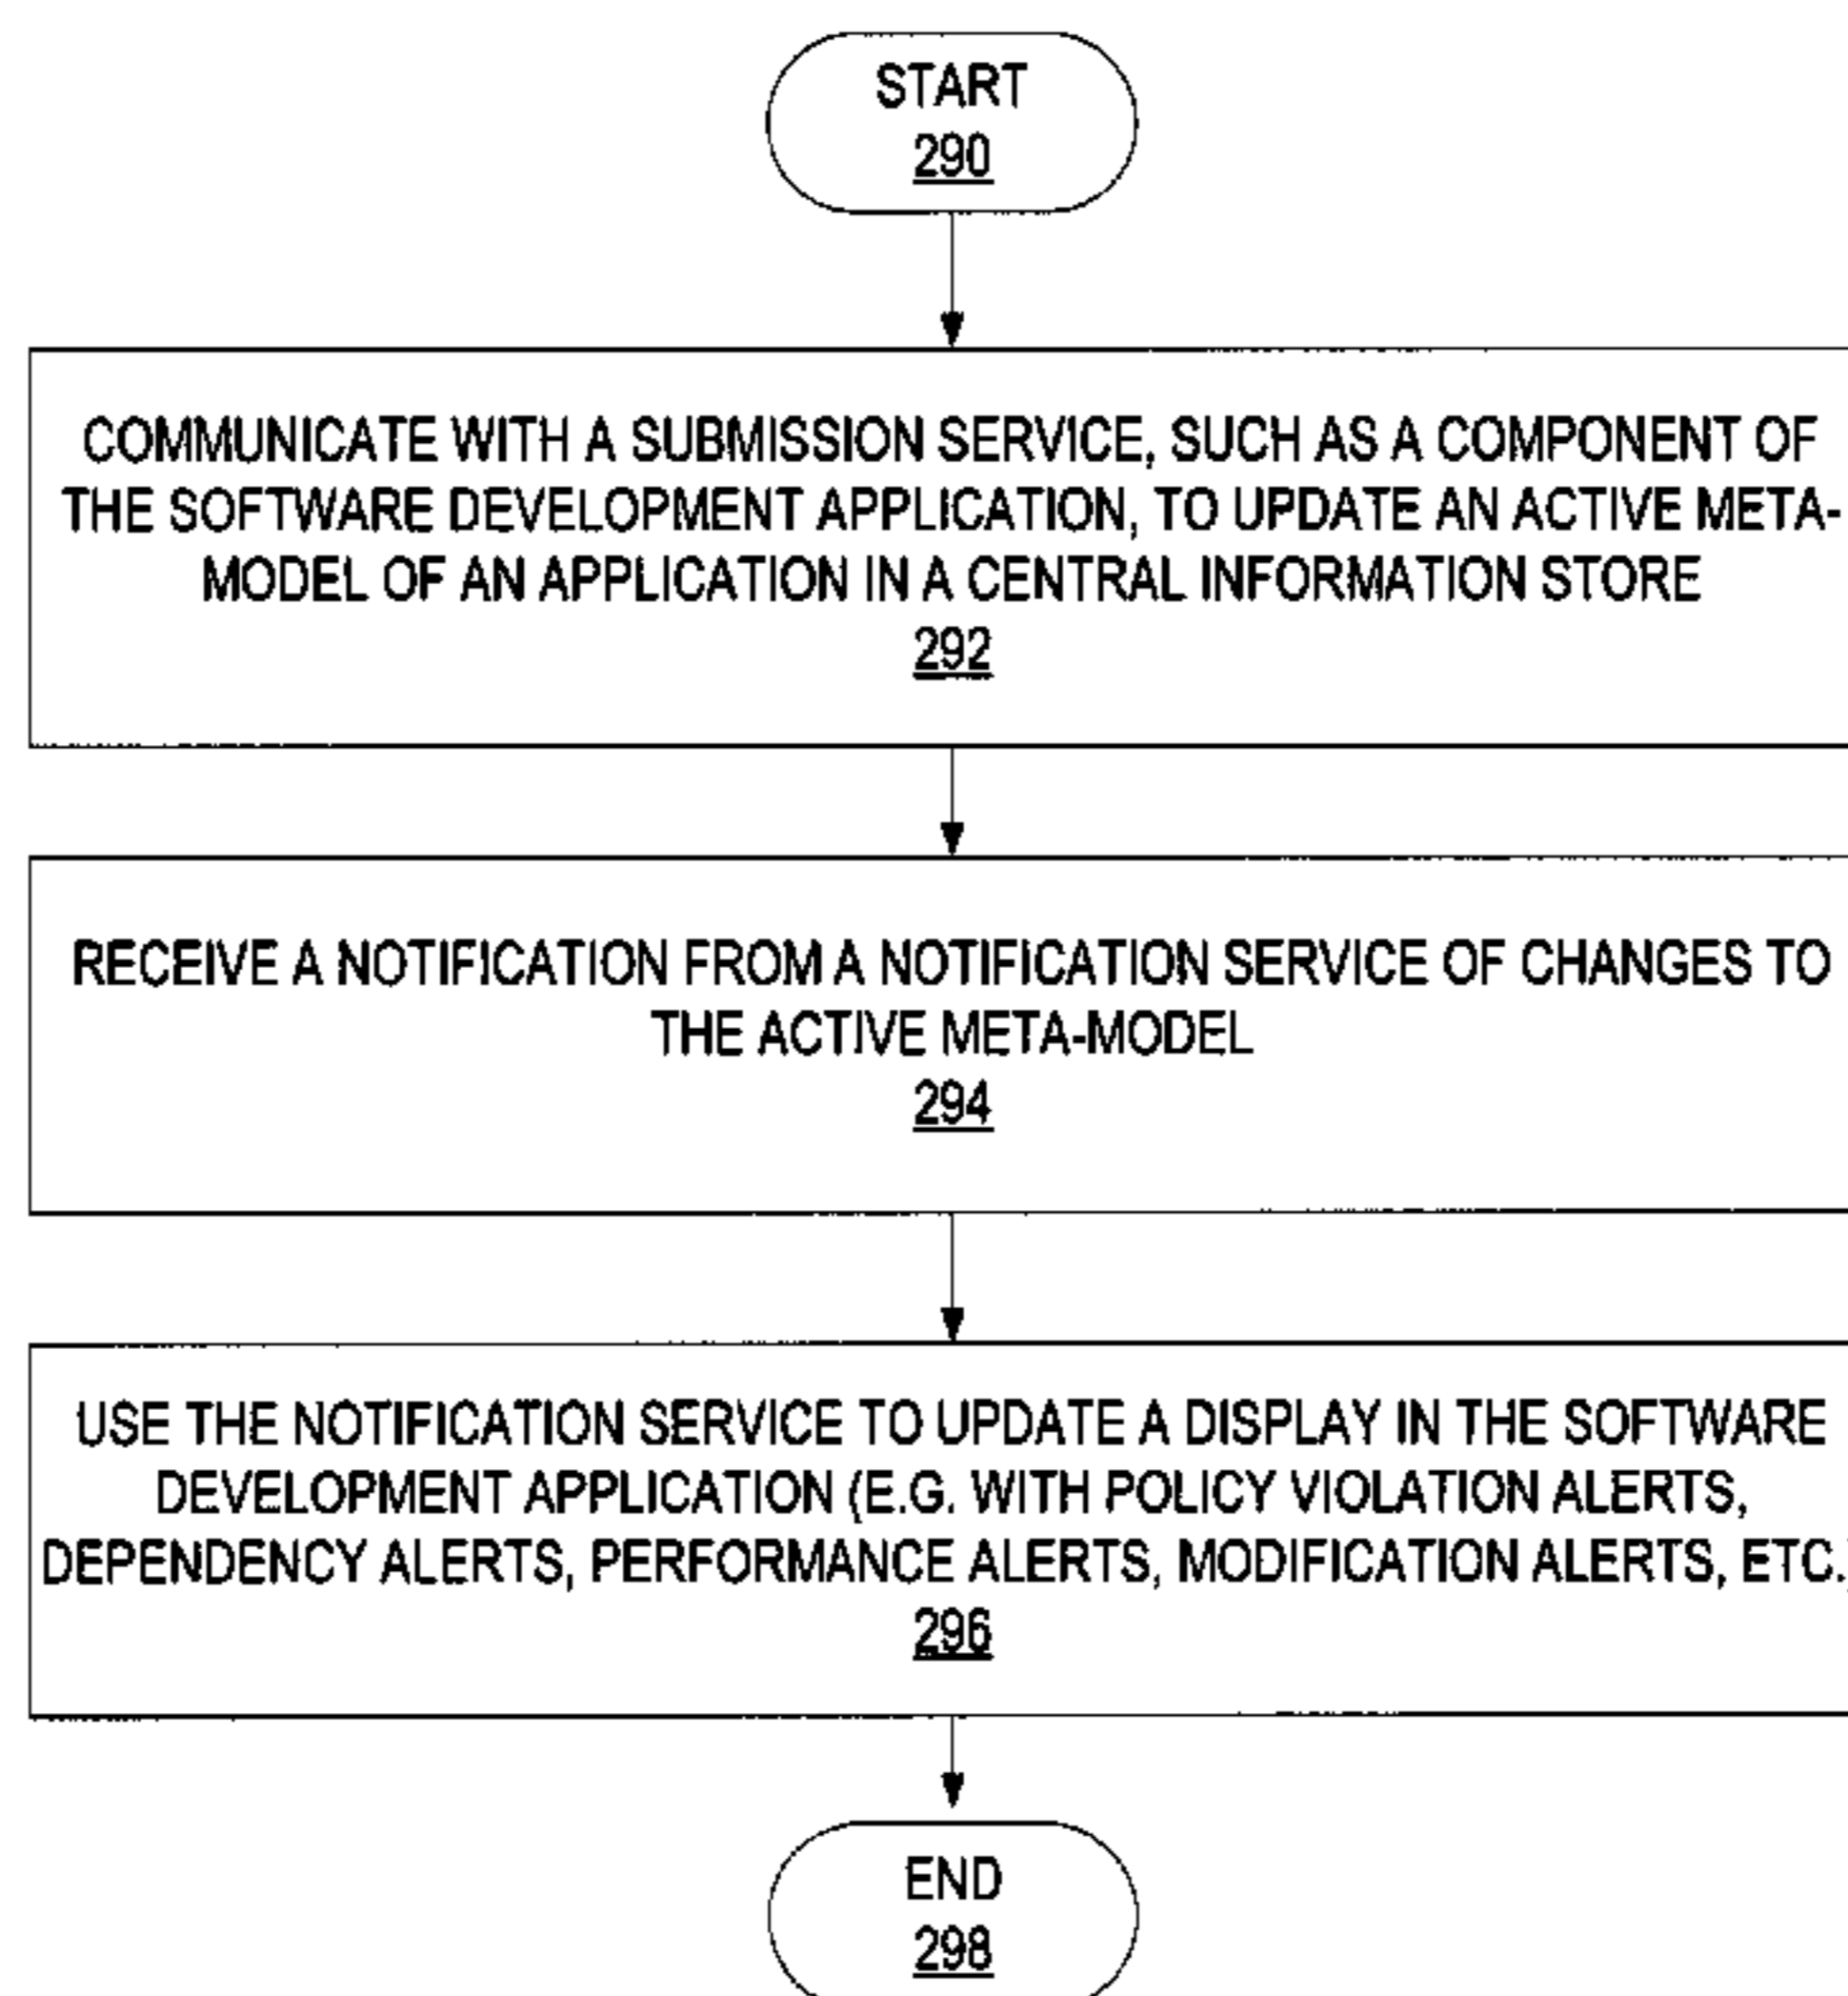 START
290
COMMUNICATE WITH A SUBMISSION SERVICE, SUCH AS A COMPONENT OF
THE SOFTWARE DEVELOPMENT APPLICATION, TO UPDATE AN ACTIVE META-
MODEL OF AN APPLICATION IN A CENTRAL INFORMATION STORE
292
RECEIVE A NOTIFICATION FROM A NOTIFICATION SERVICE OF CHANGES TO
THE ACTIVE META-MODEL
294
USE THE NOTIFICATION SERVICE TO UPDATE A DISPLAY IN THE SOFTWARE
DEVELOPMENT APPLICATION (E.G. WITH POLICY VIOLATION ALERTS,
DEPENDENCY ALERTS, PERFORMANCE ALERTS, MODIFICATION ALERTS, ETC.)
296
END
298